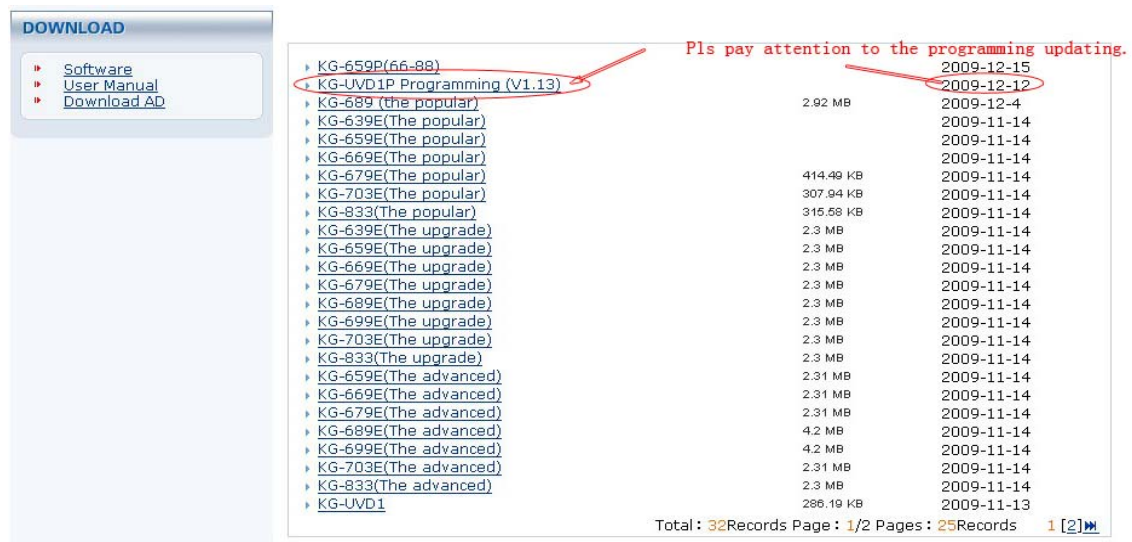 DOWNLOAD
Software
User Manual
Download AD
Pls pay attention to the programming updating.
KG-659P(66-88) 2009-12-15
KG-UVD1P Programming (V1.13) 2009-12-12
KG-689 (the popular) 2.92 MB 2009-12-4
KG-639E(The popular) 2009-11-14
KG-659E(The popular) 2009-11-14
KG-669E(The popular) 2009-11-14
KG-679E(The popular) 414.49 KB 2009-11-14
KG-703E(The popular) 307.94 KB 2009-11-14
KG-833(The popular) 315.58 KB 2009-11-14
KG-639E(The upgrade) 2.3 MB 2009-11-14
KG-659E(The upgrade) 2.3 MB 2009-11-14
KG-669E(The upgrade) 2.3 MB 2009-11-14
KG-679E(The upgrade) 2.3 MB 2009-11-14
KG-689E(The upgrade) 2.3 MB 2009-11-14
KG-699E(The upgrade) 2.3 MB 2009-11-14
KG-703E(The upgrade) 2.3 MB 2009-11-14
KG-833(The upgrade) 2.3 MB 2009-11-14
KG-659E(The advanced) 2.31 MB 2009-11-14
KG-669E(The advanced) 2.31 MB 2009-11-14
KG-679E(The advanced) 2.31 MB 2009-11-14
KG-689E(The advanced) 4.2 MB 2009-11-14
KG-699E(The advanced) 4.2 MB 2009-11-14
KG-703E(The advanced) 2.31 MB 2009-11-14
KG-833(The advanced) 2.3 MB 2009-11-14
KG-UVD1 286.19 KB 2009-11-13
Total: 32Records Page: 1/2 Pages: 25Records 1 [2]